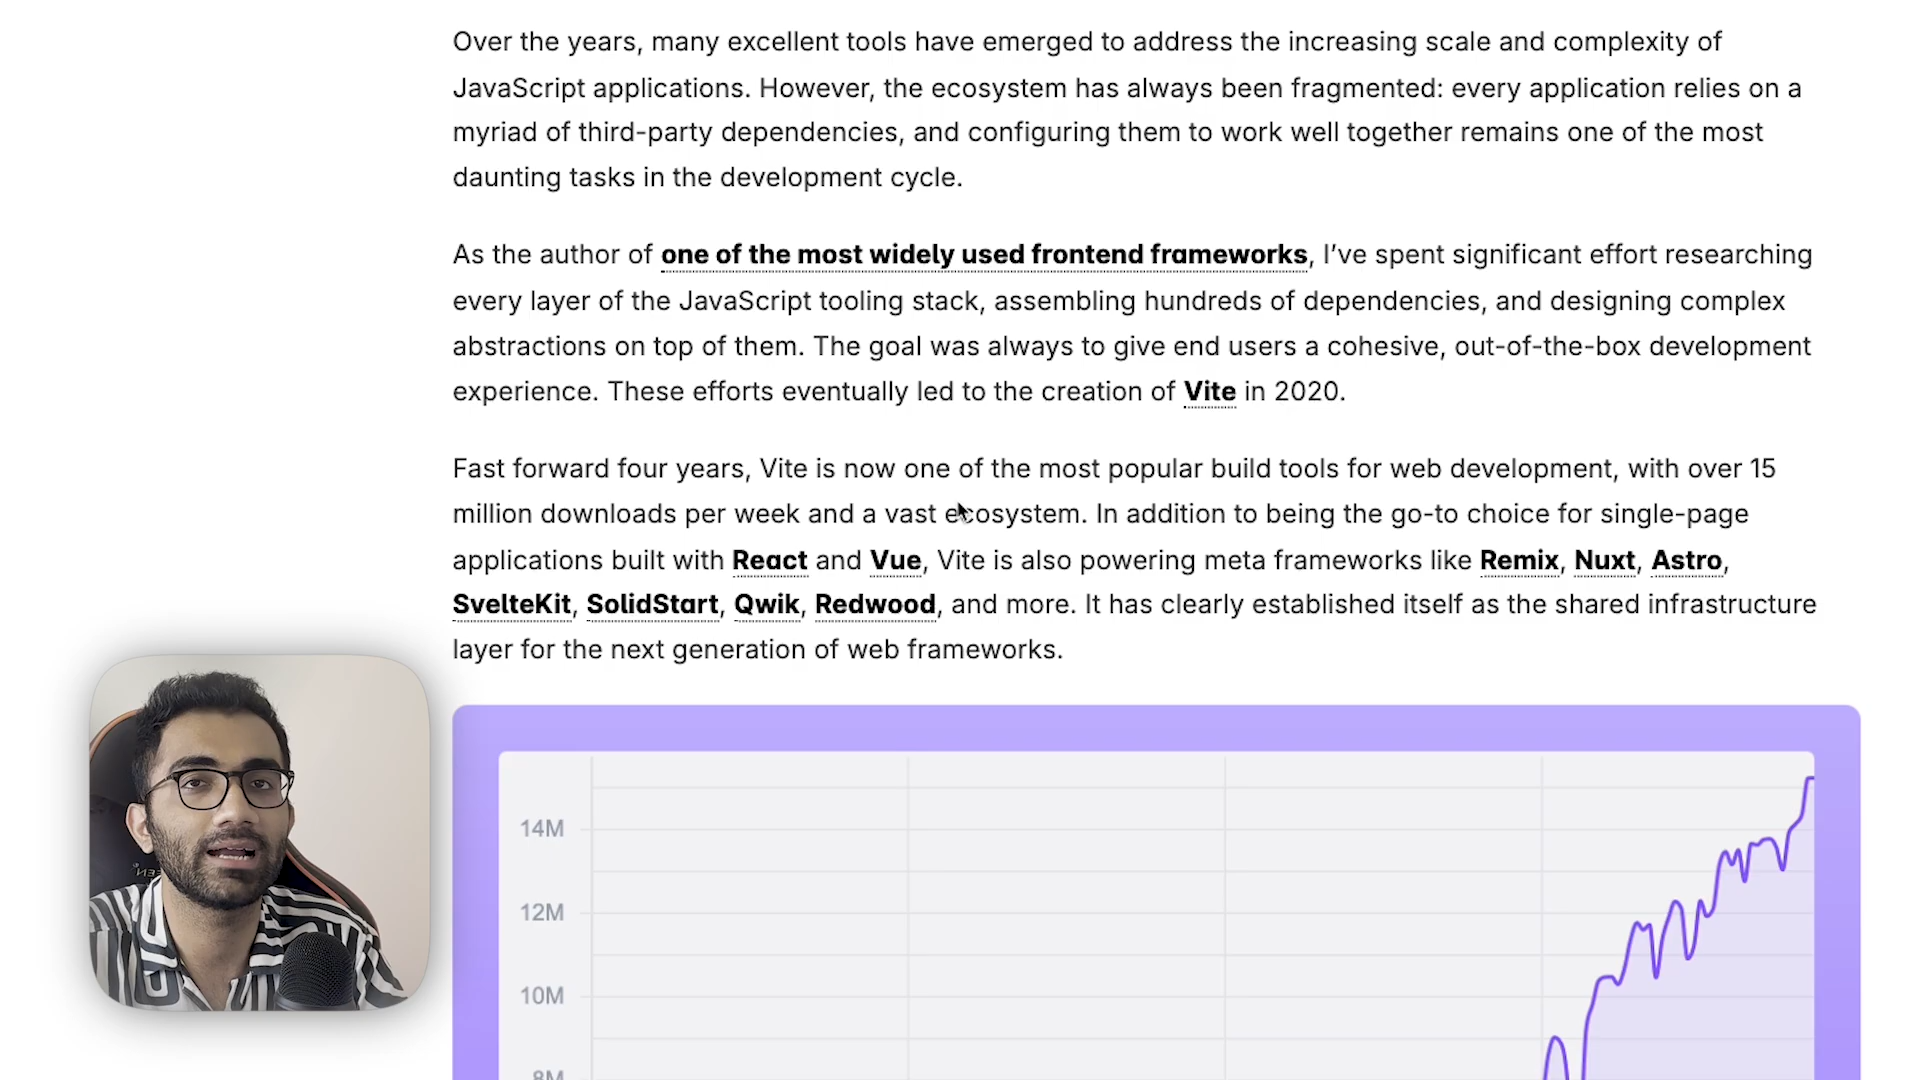 Over the years, many excellent tools have emerged to address the increasing scale and complexity of
JavaScript applications. However, the ecosystem has always been fragmented: every application relies on a
myriad of third-party dependencies, and configuring them to work well together remains one of the most
daunting tasks in the development cycle.
As the author of one of the most widely used frontend frameworks, I’ve spent significant effort researching
every layer of the JavaScript tooling stack, assembling hundreds of dependencies, and designing complex
abstractions on top of them. The goal was always to give end users a cohesive, out-of-the-box development
experience. These efforts eventually led to the creation of Vite in 2020.
Fast forward four years, Vite is now one of the most popular build tools for web development, with over 15
million downloads per week and a vast ecosystem. In addition to being the go-to choice for single-page
applications built with React and Vue, Vite is also powering meta frameworks like Remix, Nuxt, Astro,
SvelteKit, SolidStart, Qwik, Redwood, and more. It has clearly established itself as the shared infrastructure
layer for the next generation of web frameworks.
14M
12M
10M
8M